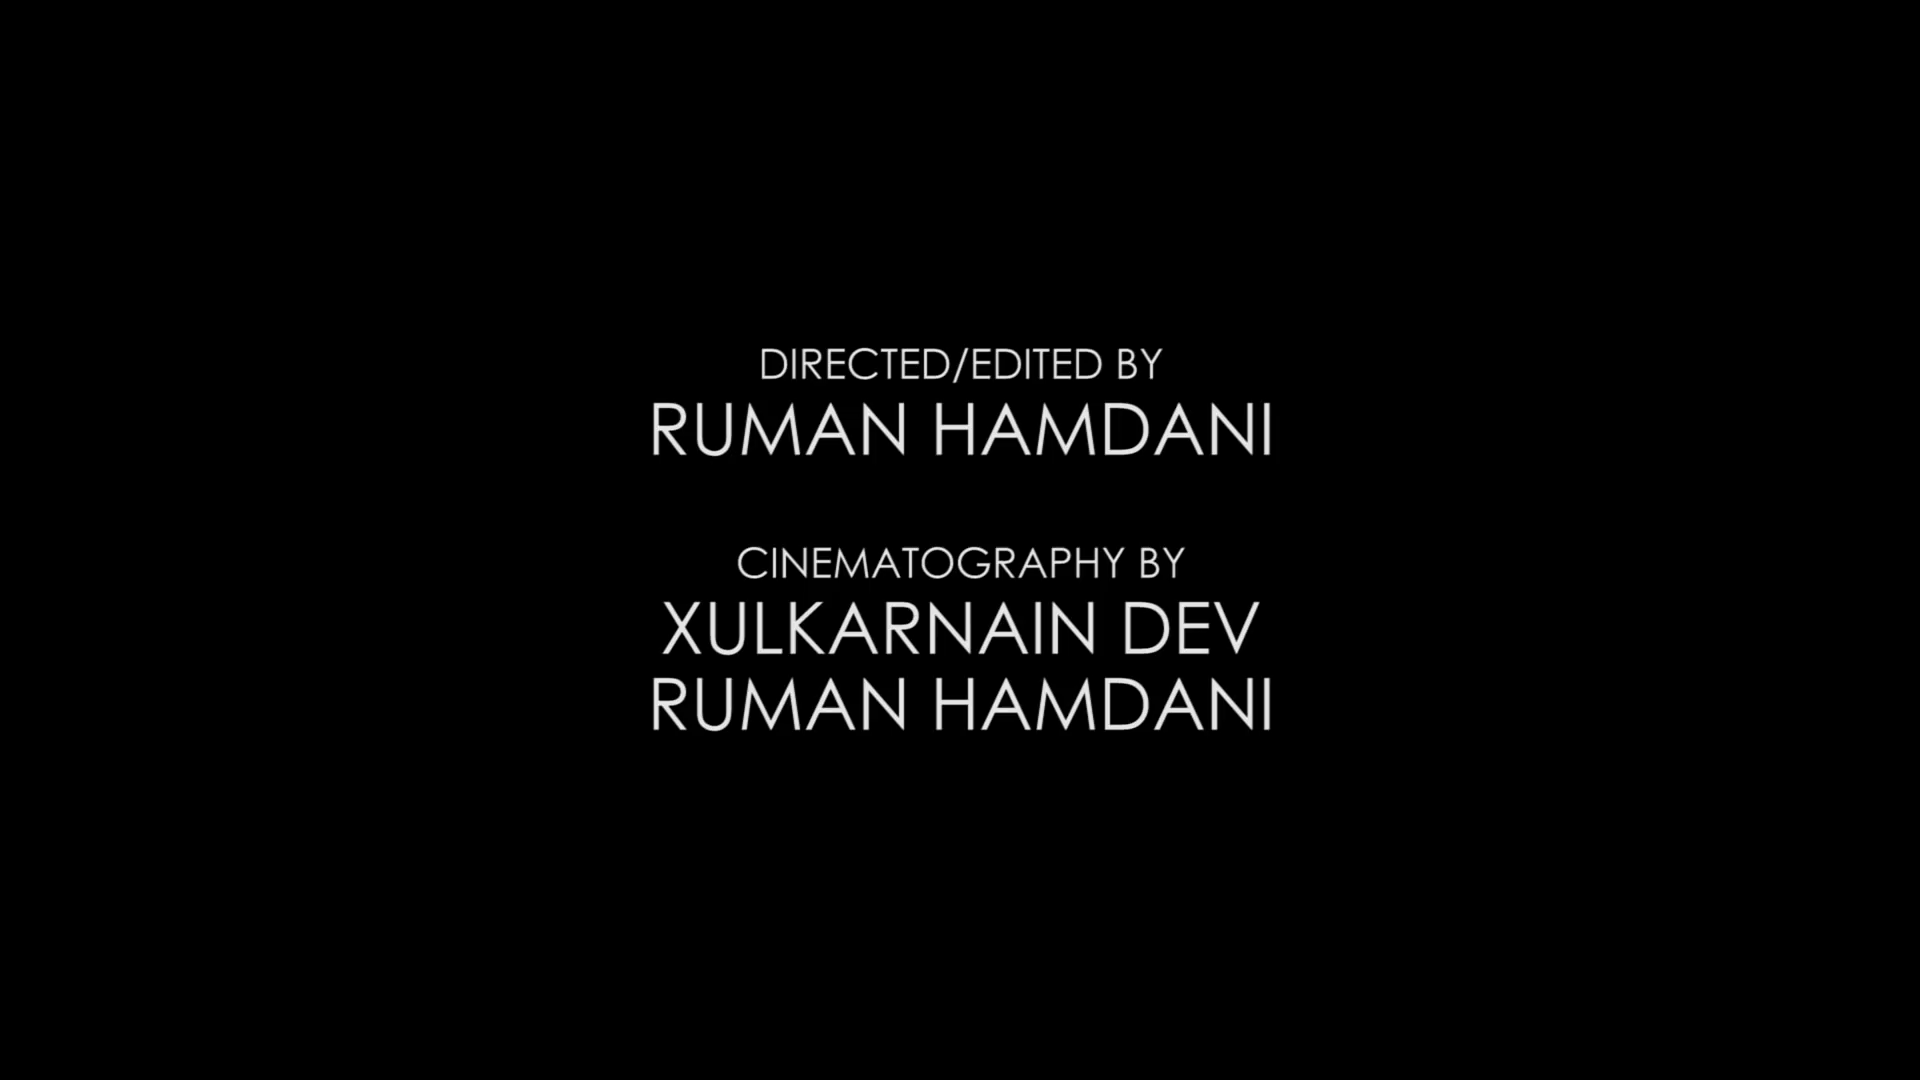 DIRECTED/EDITED BY
RUMAN HAMDANI
CINEMATOGRAPHY BY
XULKARNAIN DEV
RUMAN HAMDANI